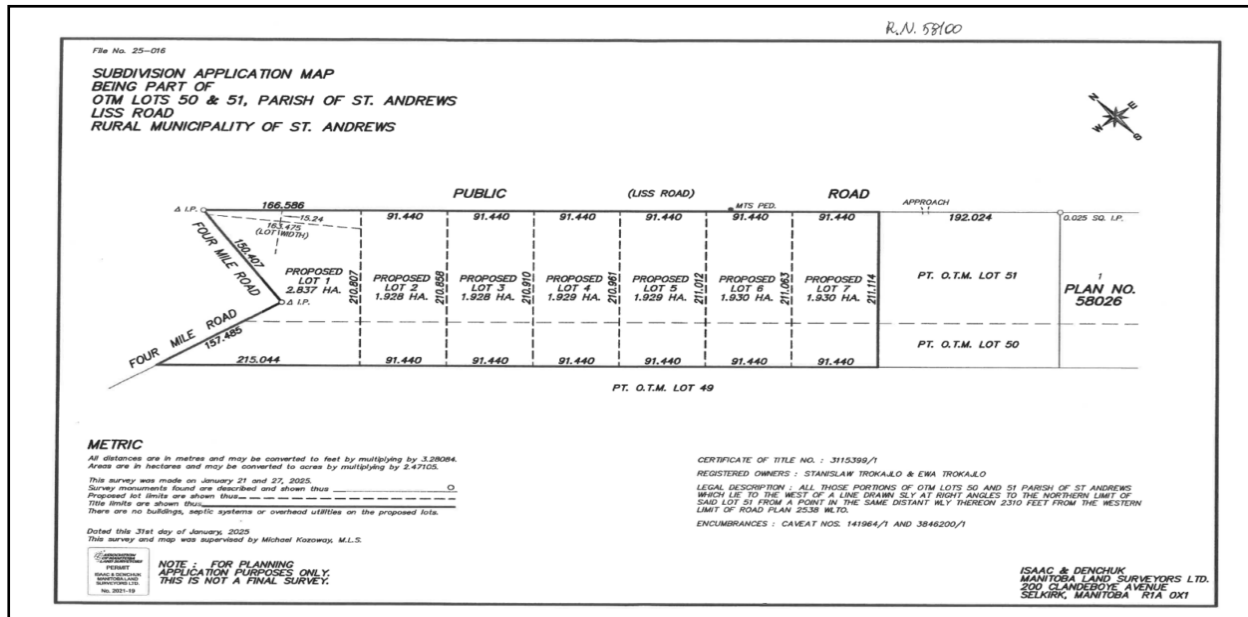 R.N. 58100
File No. 25-016
SUBDIVISION APPLICATION MAP
BEING PART OF
OTM LOTS 50 & 51, PARISH OF ST. ANDREWS
LISS ROAD
RURAL MUNICIPALITY OF ST. ANDREWS
N
E
W
S
PUBLIC (LISS ROAD) ROAD
Δ I.P.
166.586
MTS PED.
APPROACH
91.440 91.440 91.440 91.440 91.440 91.440 192.024
0.025 SQ. I.P.
15.24
163.475
(LOT WIDTH)
FOUR MILE ROAD
150.407
PROPOSED
LOT 1
2.837 HA.
210.807
PROPOSED
LOT 2
1.928 HA.
210.858
PROPOSED
LOT 3
1.928 HA.
210.910
PROPOSED
LOT 4
1.929 HA.
210.961
PROPOSED
LOT 5
1.929 HA.
211.012
PROPOSED
LOT 6
1.930 HA.
211.063
PROPOSED
LOT 7
1.930 HA.
211.114
PT. O.T.M. LOT 51
1
PLAN NO.
58026
Δ I.P.
FOUR MILE ROAD
157.485
PT. O.T.M. LOT 50
215.044 91.440 91.440 91.440 91.440 91.440 91.440
PT. O.T.M. LOT 49
METRIC
All distances are in metres and may be converted to feet by multiplying by 3.28084.
Areas are in hectares and may be converted to acres by multiplying by 2.47105.
This survey was made on January 21 and 27, 2025.
Survey monuments found are described and shown thus
Proposed lot limits are shown thus
Title limits are shown thus
There are no buildings, septic systems or overhead utilities on the proposed lots.
Dated this 31st day of January, 2025
This survey and map was supervised by Michael Kozoway, M.L.S.
ASSOCIATION
OF MANITOBA
LAND SURVEYORS
PERMIT
ISAAC & DENCHUK
MANITOBA LAND
SURVEYORS LTD.
No. 2021-19
NOTE : FOR PLANNING
APPLICATION PURPOSES ONLY.
THIS IS NOT A FINAL SURVEY.
CERTIFICATE OF TITLE NO. : 3115399/1
REGISTERED OWNERS : STANISLAW TROKAJLO & EWA TROKAJLO
LEGAL DESCRIPTION : ALL THOSE PORTIONS OF OTM LOTS 50 AND 51 PARISH OF ST ANDREWS
WHICH LIE TO THE WEST OF A LINE DRAWN SLY AT RIGHT ANGLES TO THE NORTHERN LIMIT OF
SAID LOT 51 FROM A POINT IN THE SAME DISTANT WLY THEREON 2310 FEET FROM THE WESTERN
LIMIT OF ROAD PLAN 2538 WLTO.
ENCUMBRANCES : CAVEAT NOS. 141964/1 AND 3846200/1
ISAAC & DENCHUK
MANITOBA LAND SURVEYORS LTD.
200 CLANDEBOYE AVENUE
SELKIRK, MANITOBA R1A 0X1